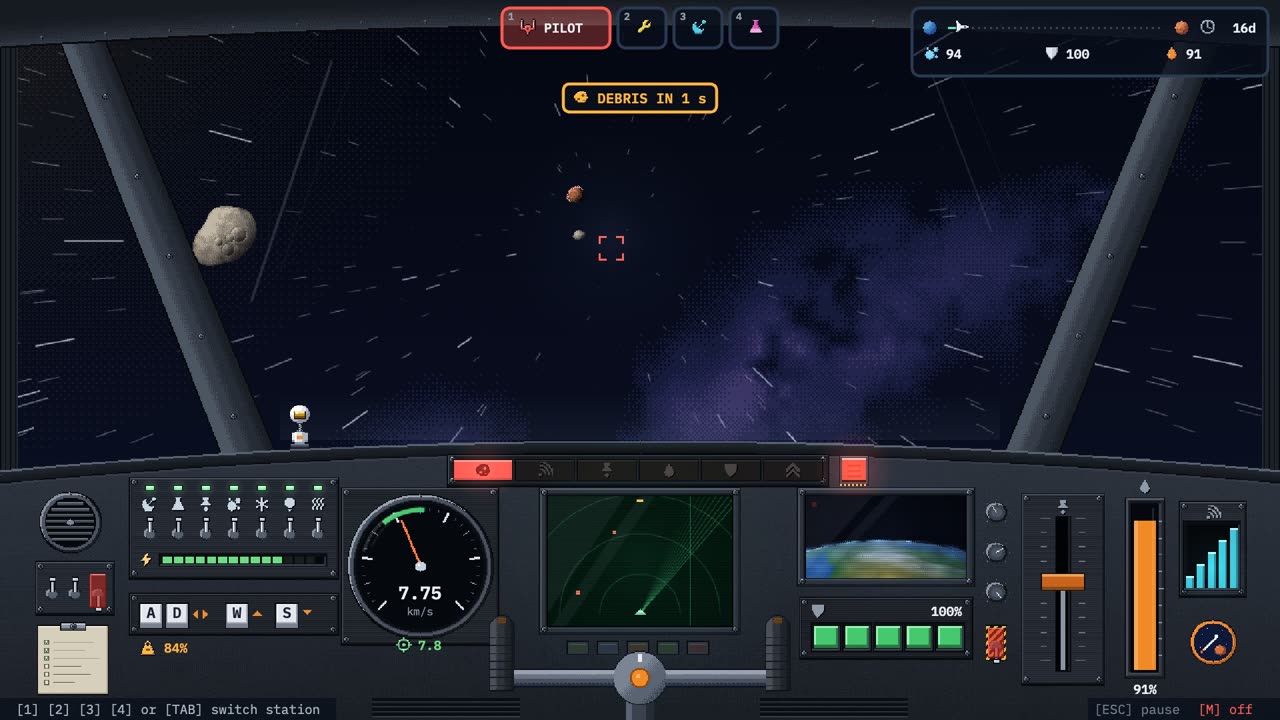 1 PILOT 2 3 4
16d
94 100 91
DEBRIS IN 1 s
A D W S
84%
7.75
km/s
7.8
100%
91%
[1] [2] [3] [4] or [TAB] switch station
[ESC] pause [M] off